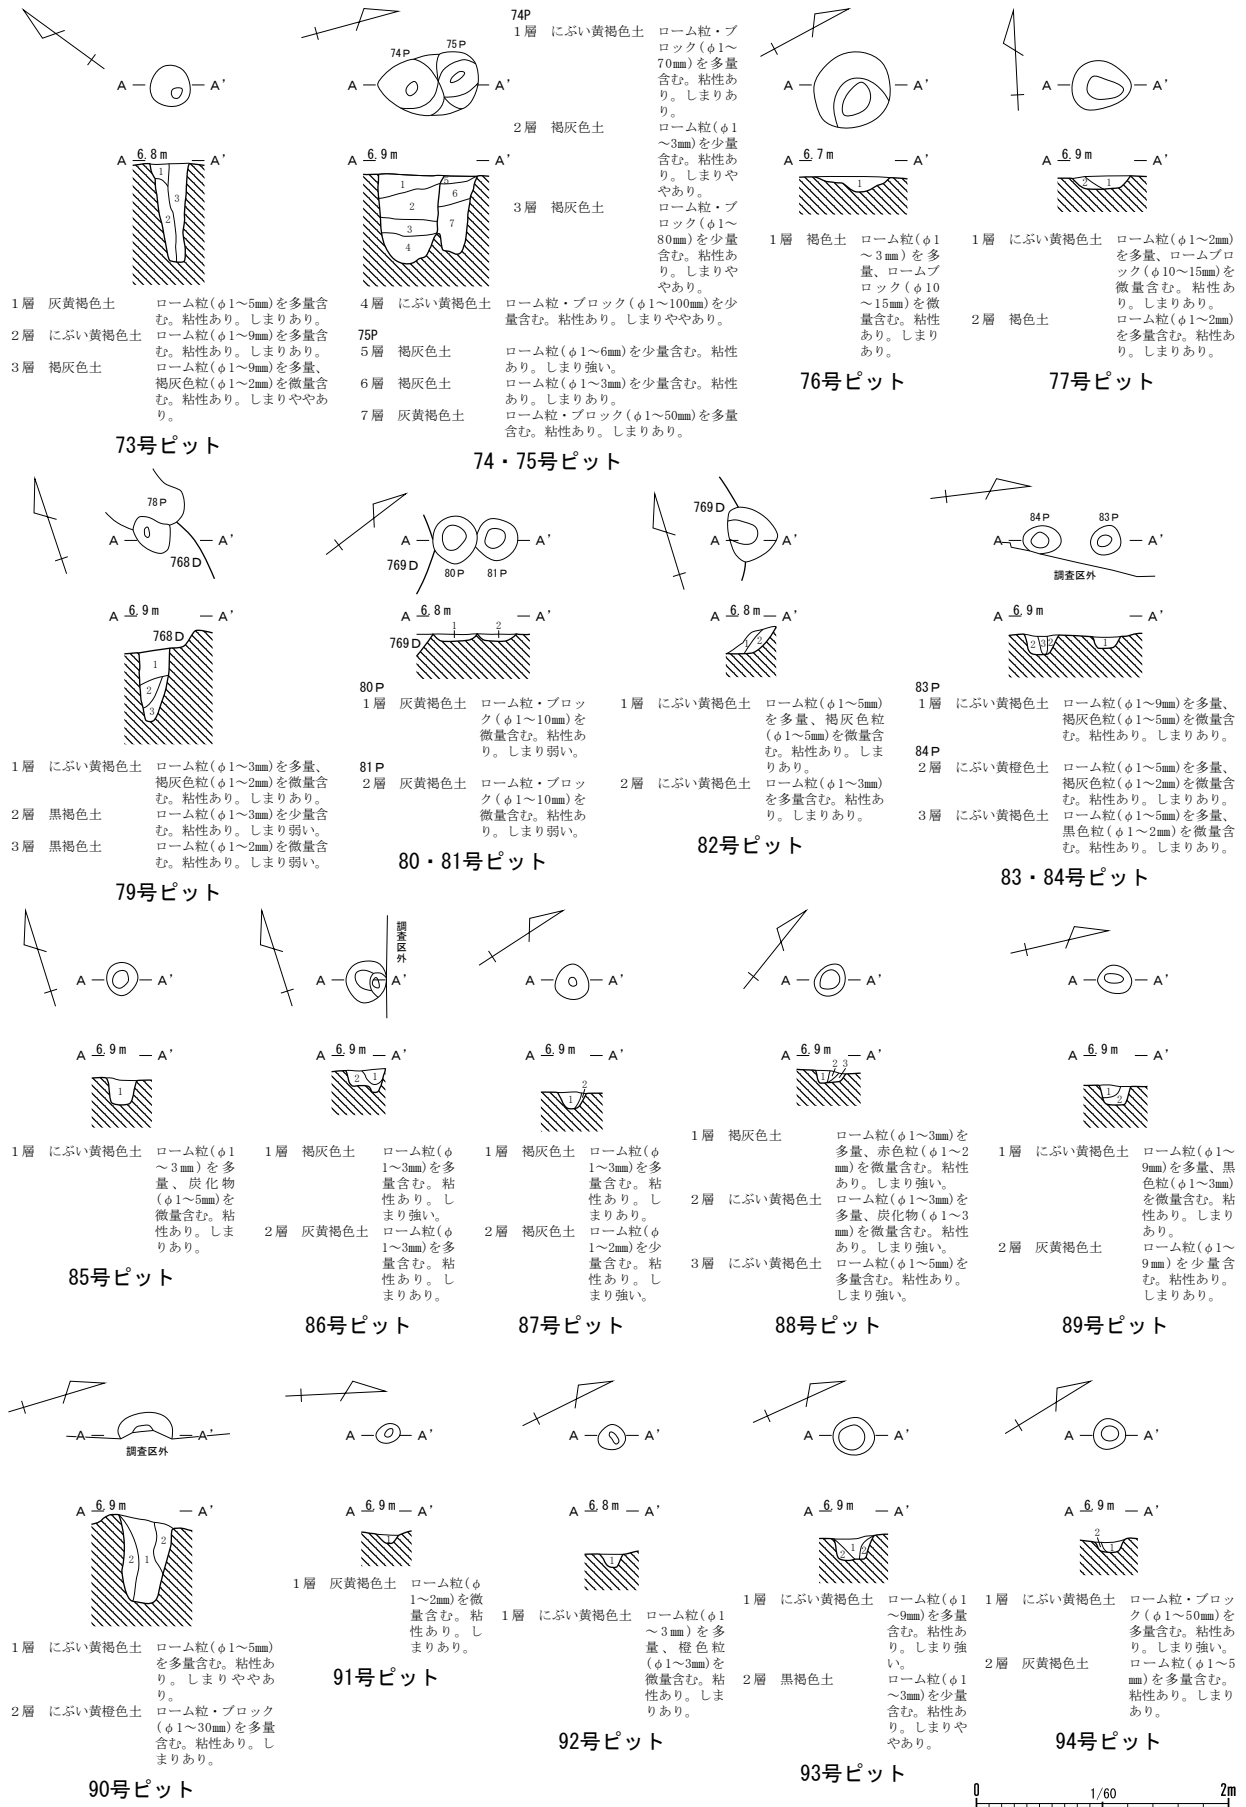 A A'
A 6.8m A'
1
2
3
1層 灰黄褐色土 ローム粒(φ1～5㎜)を多量含
む。粘性あり。しまりあり。
2層 にぶい黄褐色土 ローム粒(φ1～9㎜)を多量含
む。粘性あり。しまりあり。
3層 褐灰色土 ローム粒(φ1～9㎜)を多量、
褐灰色粒(φ1～2㎜)を微量含
む。粘性あり。しまりややあ
り。
73号ピット
74P 75P
A A'
A 6.9m A'
1
2
3
4
5
6
7
74P
1層 にぶい黄褐色土 ローム粒・ブ
ロック(φ1～
70㎜)を多量
含む。粘性あ
り。しまりあ
り。
2層 褐灰色土 ローム粒(φ1
～3㎜)を少量
含む。粘性あ
り。しまりや
やあり。
3層 褐灰色土 ローム粒・ブ
ロック(φ1～
80㎜)を少量
含む。粘性あ
り。しまりや
やあり。
4層 にぶい黄褐色土 ローム粒・ブロック(φ1～100㎜)を少
量含む。粘性あり。しまりややあり。
75P
5層 褐灰色土 ローム粒(φ1～6㎜)を少量含む。粘性
あり。しまり強い。
6層 褐灰色土 ローム粒(φ1～3㎜)を少量含む。粘性
あり。しまりあり。
7層 灰黄褐色土 ローム粒・ブロック(φ1～50㎜)を多量
含む。粘性あり。しまりあり。
74・75号ピット
A A'
A 6.7m A'
1
1層 褐色土 ローム粒(φ1
～3㎜)を多
量、ロームブ
ロック(φ10
～15㎜)を微
量含む。粘性
あり。しまり
あり。
76号ピット
A A'
A 6.9m A'
2 1
1層 にぶい黄褐色土 ローム粒(φ1～2㎜)
を多量、ロームブロ
ック(φ10～15㎜)を
微量含む。粘性あ
り。しまりあり。
2層 褐色土 ローム粒(φ1～2㎜)
を多量含む。粘性あ
り。しまりあり。
77号ピット
78P
A A'
768D
A 6.9m A'
768D
1
2
3
1層 にぶい黄褐色土 ローム粒(φ1～3㎜)を多量、
褐灰色粒(φ1～2㎜)を微量含
む。粘性あり。しまりあり。
2層 黒褐色土 ローム粒(φ1～3㎜)を少量含
む。粘性あり。しまり弱い。
3層 黒褐色土 ローム粒(φ1～2㎜)を微量含
む。粘性あり。しまり弱い。
79号ピット
A A'
769D 80P 81P
A 6.8m A'
1 2
769D
80P
1層 灰黄褐色土 ローム粒・ブロッ
ク(φ1～10㎜)を
微量含む。粘性あ
り。しまり弱い。
81P
2層 灰黄褐色土 ローム粒・ブロッ
ク(φ1～10㎜)を
微量含む。粘性あ
り。しまり弱い。
80・81号ピット
769D
A A'
A 6.8m A'
1 2
1層 にぶい黄褐色土 ローム粒(φ1～5㎜)
を多量、褐灰色粒
(φ1～5㎜)を微量含
む。粘性あり。しま
りあり。
2層 にぶい黄褐色土 ローム粒(φ1～3㎜)
を多量含む。粘性あ
り。しまりあり。
82号ピット
84P 83P
A A'
調査区外
A 6.9m A'
2 3 2 1
83P
1層 にぶい黄褐色土 ローム粒(φ1～9㎜)を多量、
褐灰色粒(φ1～5㎜)を微量含
む。粘性あり。しまりあり。
84P
2層 にぶい黄橙色土 ローム粒(φ1～5㎜)を多量、
褐灰色粒(φ1～2㎜)を微量含
む。粘性あり。しまりあり。
3層 にぶい黄褐色土 ローム粒(φ1～5㎜)を多量、
黒色粒(φ1～2㎜)を微量含
む。粘性あり。しまりあり。
83・84号ピット
A A'
A 6.9m A'
1
1層 にぶい黄褐色土 ローム粒(φ1
～3㎜)を多
量、炭化物
(φ1～5㎜)を
微量含む。粘
性あり。しま
りあり。
85号ピット
調査区外
A A'
A 6.9m A'
2 1
1層 褐灰色土 ローム粒(φ
1～3㎜)を多
量含む。粘
性あり。し
まり強い。
2層 灰黄褐色土 ローム粒(φ
1～3㎜)を多
量含む。粘
性あり。し
まりあり。
86号ピット
A A'
A 6.9m A'
2
1
1層 褐灰色土 ローム粒(φ
1～3㎜)を多
量含む。粘
性あり。し
まりあり。
2層 褐灰色土 ローム粒(φ
1～2㎜)を少
量含む。粘
性あり。し
まり強い。
87号ピット
A A'
A 6.9m A'
2 3
1
1層 褐灰色土 ローム粒(φ1～3㎜)を
多量、赤色粒(φ1～2
㎜)を微量含む。粘性
あり。しまり強い。
2層 にぶい黄褐色土 ローム粒(φ1～3㎜)を
多量、炭化物(φ1～3
㎜)を微量含む。粘性
あり。しまり強い。
3層 にぶい黄褐色土 ローム粒(φ1～5㎜)を
多量含む。粘性あり。
しまり強い。
88号ピット
A A'
A 6.9m A'
1
2
1層 にぶい黄褐色土 ローム粒(φ1～
9㎜)を多量、黒
色粒(φ1～3㎜)
を微量含む。粘
性あり。しまり
あり。
2層 灰黄褐色土 ローム粒(φ1～
9㎜)を少量含
む。粘性あり。
しまりあり。
89号ピット
A A'
調査区外
A 6.9m A'
2 1 2
1層 にぶい黄褐色土 ローム粒(φ1～5㎜)
を多量含む。粘性あ
り。しまりややあ
り。
2層 にぶい黄橙色土 ローム粒・ブロック
(φ1～30㎜)を多量
含む。粘性あり。し
まりあり。
90号ピット
A A'
A 6.9m A'
1
1層 灰黄褐色土 ローム粒(φ
1～2㎜)を微
量含む。粘
性あり。し
まりあり。
91号ピット
A A'
A 6.8m A'
1
1層 にぶい黄褐色土 ローム粒(φ1
～3㎜)を多
量、橙色粒
(φ1～3㎜)を
微量含む。粘
性あり。しま
りあり。
92号ピット
A A'
A 6.9m A'
2 1 2
1層 にぶい黄褐色土 ローム粒(φ1
～9㎜)を多量
含む。粘性あ
り。しまり強
い。
2層 黒褐色土 ローム粒(φ1
～3㎜)を少量
含む。粘性あ
り。しまりや
やあり。
93号ピット
A A'
A 6.9m A'
2
1
1層 にぶい黄褐色土 ローム粒・ブロッ
ク(φ1～50㎜)を
多量含む。粘性あ
り。しまり強い。
2層 灰黄褐色土 ローム粒(φ1～5
㎜)を多量含む。
粘性あり。しまり
あり。
94号ピット
0 1/60 2m